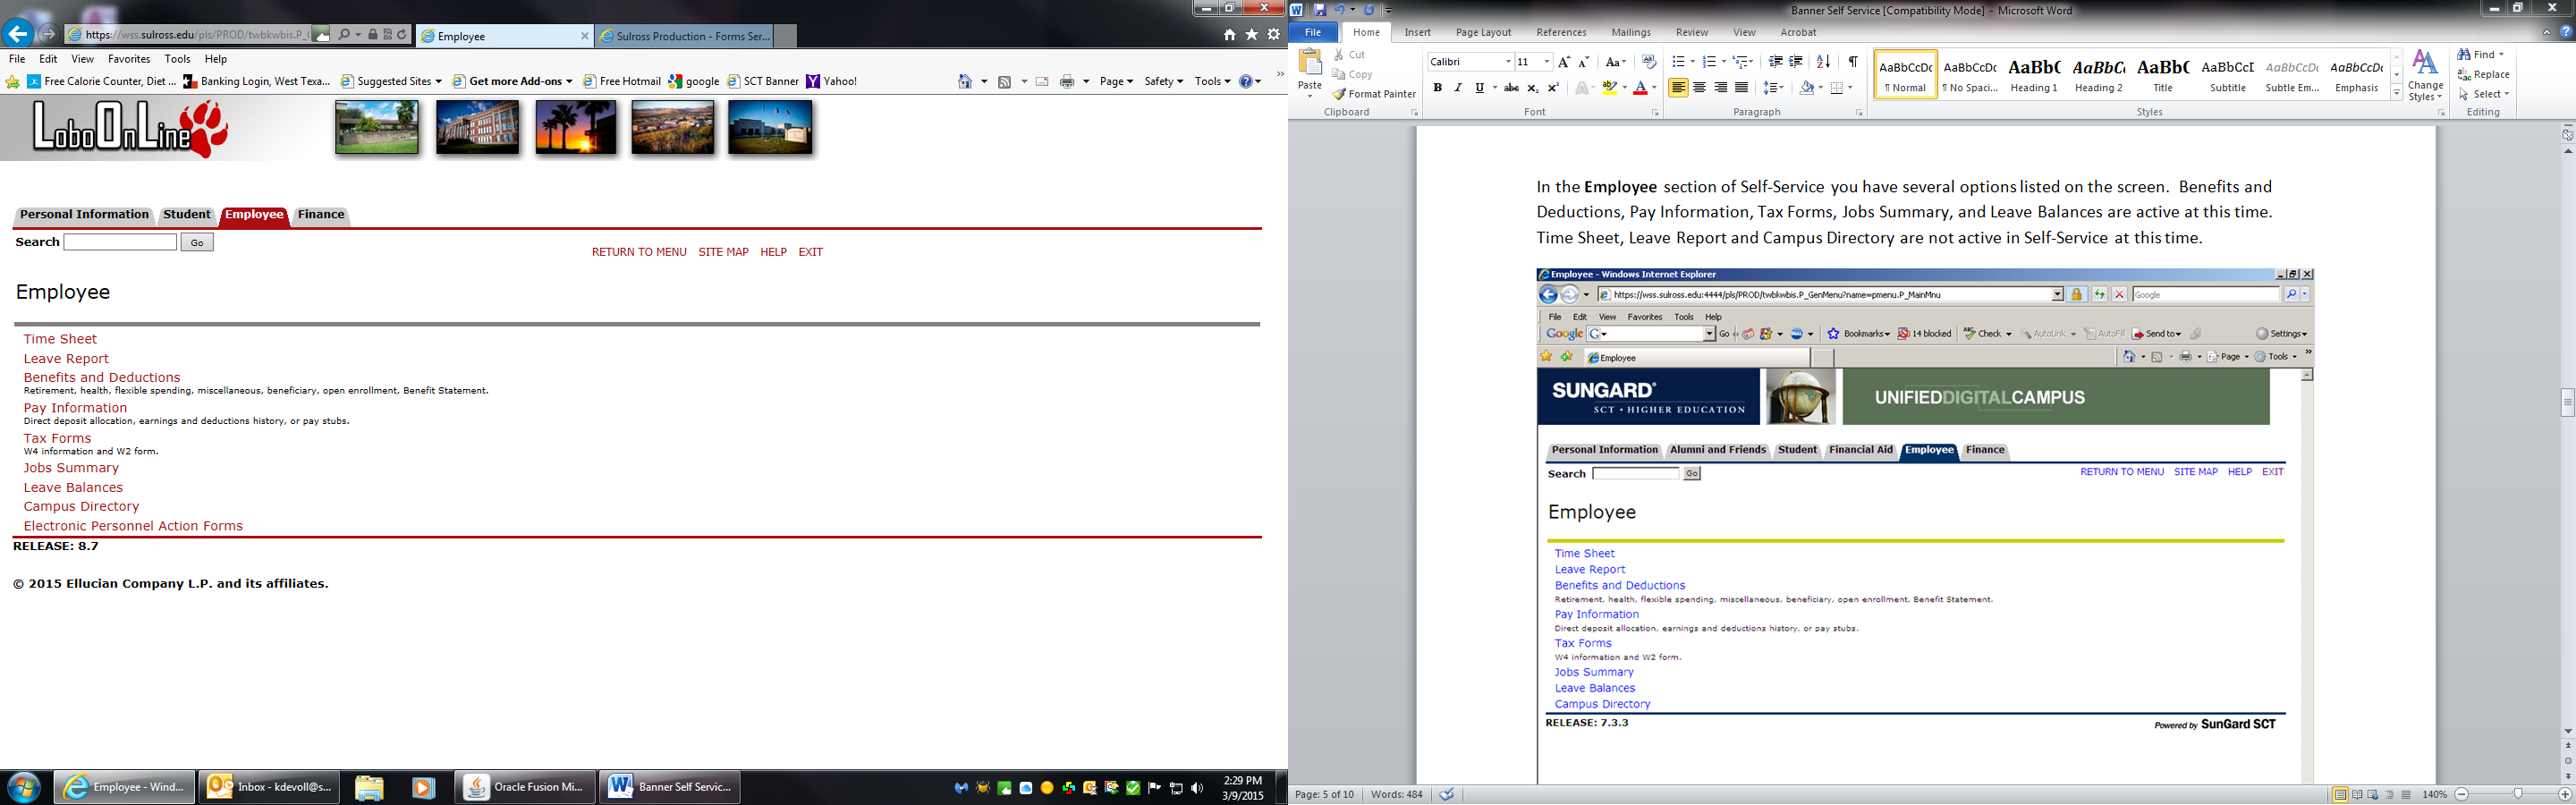 https://wss.sulross.edu/pls/PROD/twbkwbis.P_G
Employee
Sulross Production - Forms Ser...
File Edit View Favorites Tools Help
Free Calorie Counter, Diet ... Banking Login, West Texa... Suggested Sites Get more Add-ons Free Hotmail google SCT Banner Yahoo!
Page Safety Tools
LoboOnLine
Personal Information Student Employee Finance
Search Go
RETURN TO MENU SITE MAP HELP EXIT
Employee
Time Sheet
Leave Report
Benefits and Deductions
Retirement, health, flexible spending, miscellaneous, beneficiary, open enrollment, Benefit Statement.
Pay Information
Direct deposit allocation, earnings and deductions history, or pay stubs.
Tax Forms
W4 information and W2 form.
Jobs Summary
Leave Balances
Campus Directory
Electronic Personnel Action Forms
RELEASE: 8.7
© 2015 Ellucian Company L.P. and its affiliates.
Employee - Wind...
Inbox - kdevoll@s...
Oracle Fusion Mi...
Banner Self Servic...
2:29 PM
3/9/2015
Banner Self Service [Compatibility Mode] - Microsoft Word
File Home Insert Page Layout References Mailings Review View Acrobat
Paste
Cut
Copy
Format Painter
Clipboard
Calibri 11
B I U abc X₂ X²
Font
Paragraph
AaBbCcDc AaBbCcDc AaBbC AaBbCc AaBbC AaBbCcI AaBbCcDc AaBbCcDc
¶ Normal ¶ No Spaci... Heading 1 Heading 2 Title Subtitle Subtle Em... Emphasis
Styles
Change Styles
Find
Replace
Select
Editing
In the Employee section of Self-Service you have several options listed on the screen. Benefits and
Deductions, Pay Information, Tax Forms, Jobs Summary, and Leave Balances are active at this time.
Time Sheet, Leave Report and Campus Directory are not active in Self-Service at this time.
Employee - Windows Internet Explorer
https://wss.sulross.edu:4444/pls/PROD/twbkwbis.P_GenMenu?name=pmenu.P_MainMnu
Google
File Edit View Favorites Tools Help
Google Go Bookmarks 14 blocked Check AutoLink AutoFill Send to Settings
Employee
Page Tools
SUNGARD®
SCT • HIGHER EDUCATION
UNIFIEDDIGITALCAMPUS
Personal Information Alumni and Friends Student Financial Aid Employee Finance
Search Go
RETURN TO MENU SITE MAP HELP EXIT
Employee
Time Sheet
Leave Report
Benefits and Deductions
Retirement, health, flexible spending, miscellaneous, beneficiary, open enrollment, Benefit Statement.
Pay Information
Direct deposit allocation, earnings and deductions history, or pay stubs.
Tax Forms
W4 information and W2 form.
Jobs Summary
Leave Balances
Campus Directory
RELEASE: 7.3.3
Powered by SunGard SCT
Page: 5 of 10 Words: 484
140%